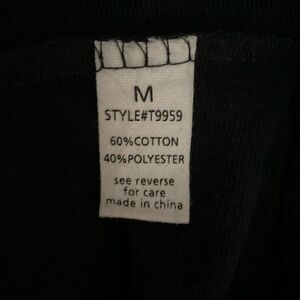 M
STYLE#T9959
60%COTTON
40%POLYESTER
see reverse
for care
made in china